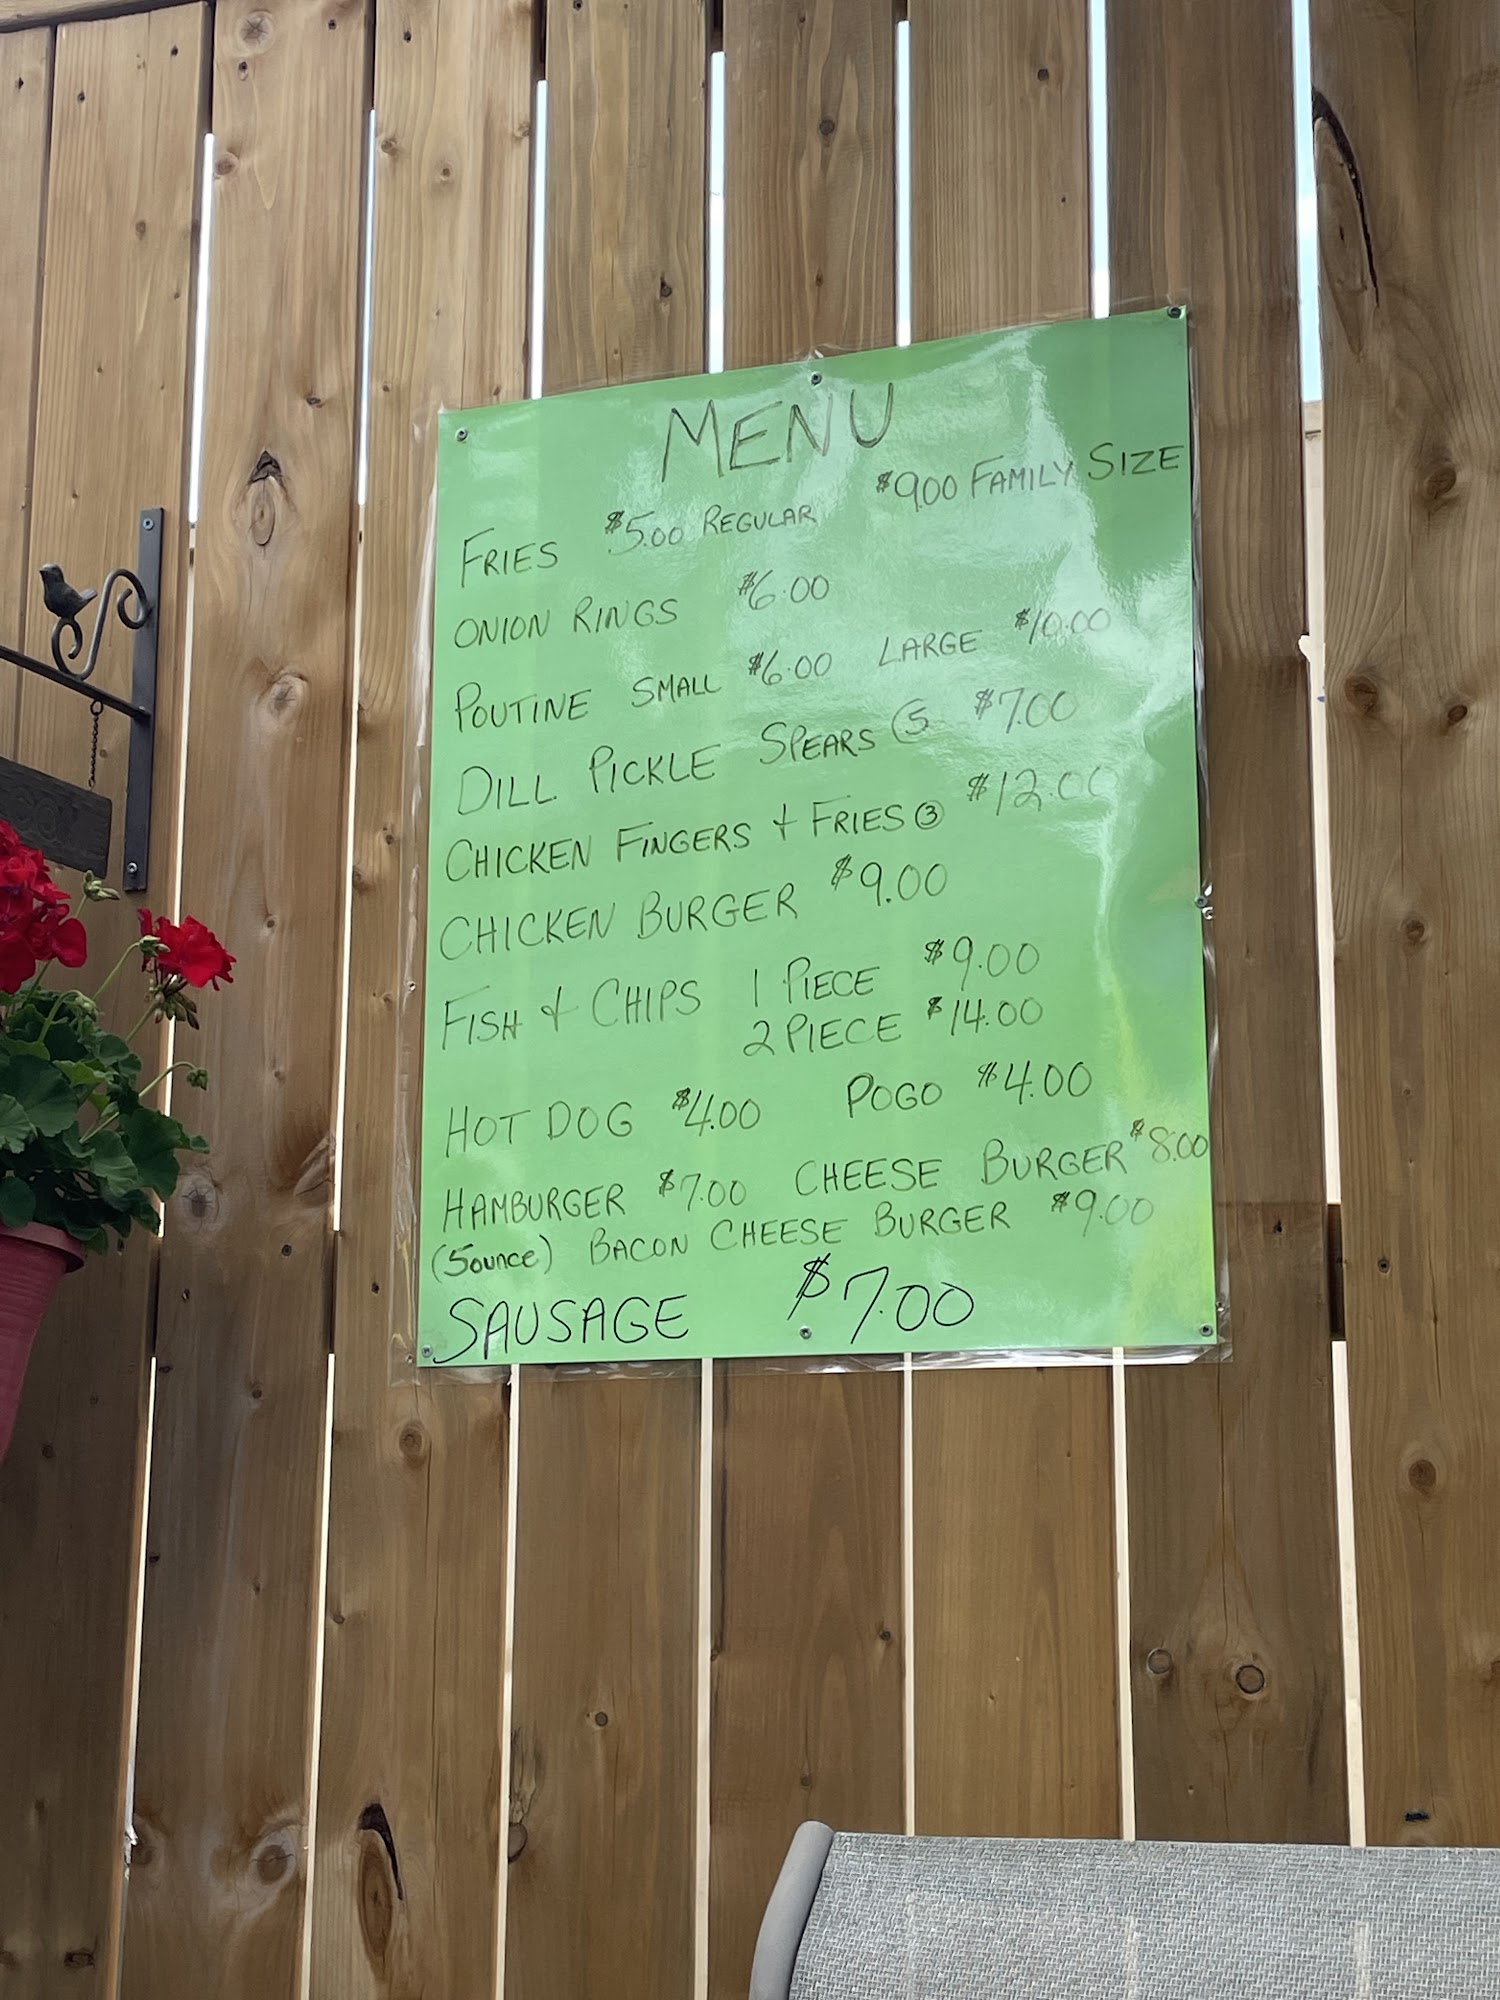 MENU
FRIES $5.00 REGULAR $9.00 FAMILY SIZE
ONION RINGS $6.00
POUTINE SMALL $6.00 LARGE $10.00
DILL PICKLE SPEARS (5 $7.00
CHICKEN FINGERS + FRIES ③ $12.00
CHICKEN BURGER $9.00
FISH + CHIPS 1 PIECE $9.00
2 PIECE $14.00
HOT DOG $4.00 POGO $4.00
HAMBURGER $7.00 CHEESE BURGER $8.00
(5ounce) BACON CHEESE BURGER $9.00
SAUSAGE $7.00